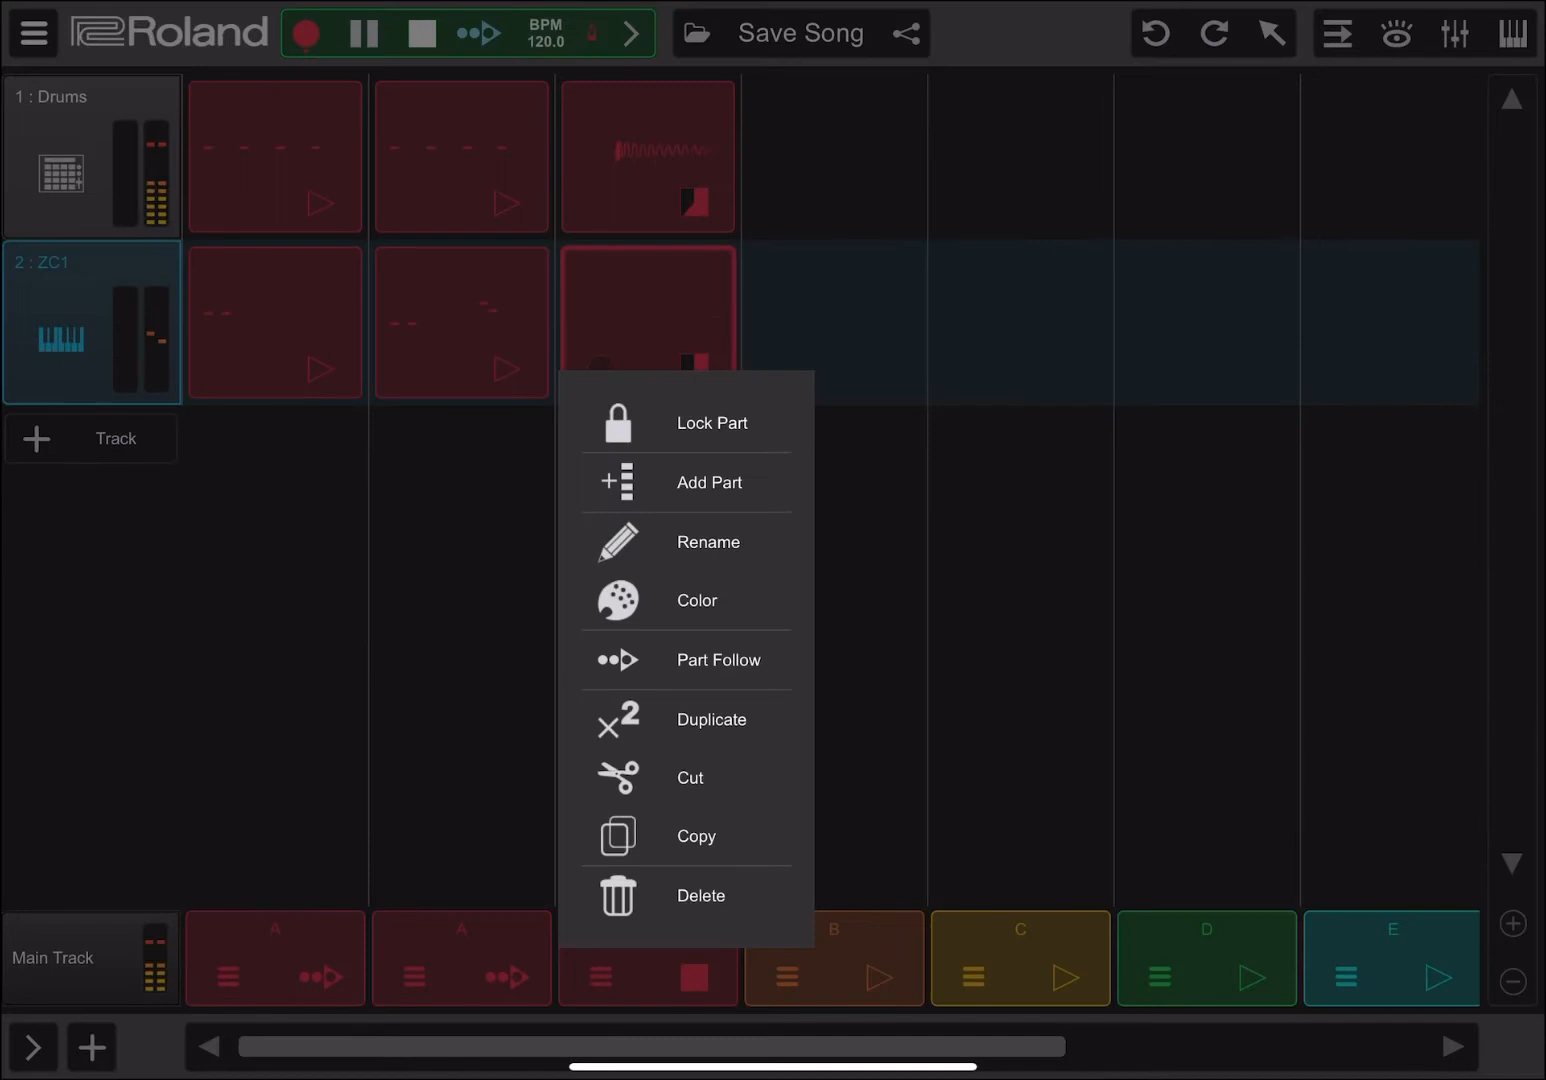 Roland
BPM
120.0
Save Song
1 : Drums
2 : ZC1
Track
Lock Part
Add Part
Rename
Color
Part Follow
Duplicate
Cut
Copy
Delete
Main Track
A
A
B
C
D
E